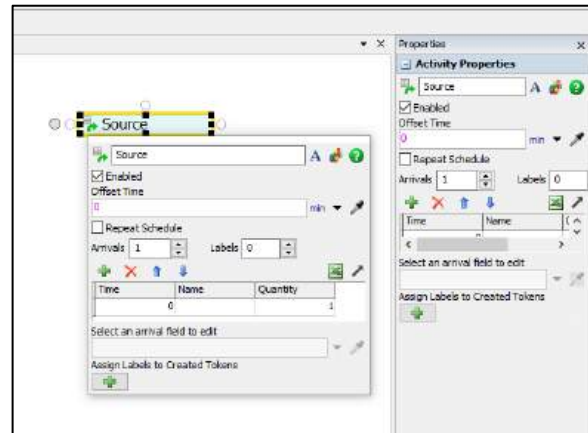 Source
Source
Enabled
Offset Time
0 min
Repeat Schedule
Arrivals 1 Labels 0
Time Name Quantity
0 1
Select an arrival field to edit
Assign Labels to Created Tokens
Properties
Activity Properties
Source
Enabled
Offset Time
0 min
Repeat Schedule
Arrivals 1 Labels 0
Time Name
Select an arrival field to edit
Assign Labels to Created Tokens